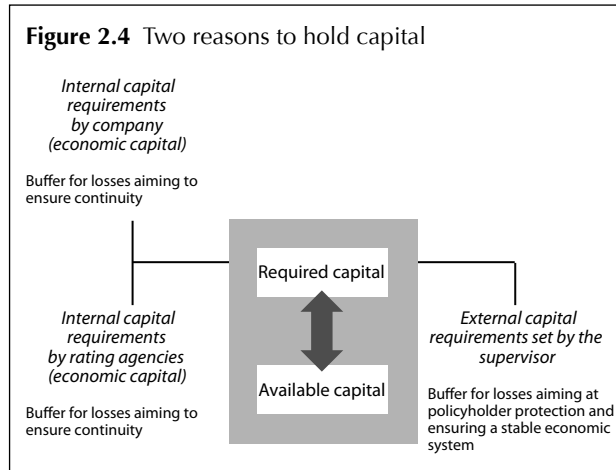 Figure 2.4 Two reasons to hold capital
Internal capital
requirements
by company
(economic capital)
Buffer for losses aiming to
ensure continuity
Required capital
Available capital
Internal capital
requirements
by rating agencies
(economic capital)
Buffer for losses aiming to
ensure continuity
External capital
requirements set by the
supervisor
Buffer for losses aiming at
policyholder protection and
ensuring a stable economic
system